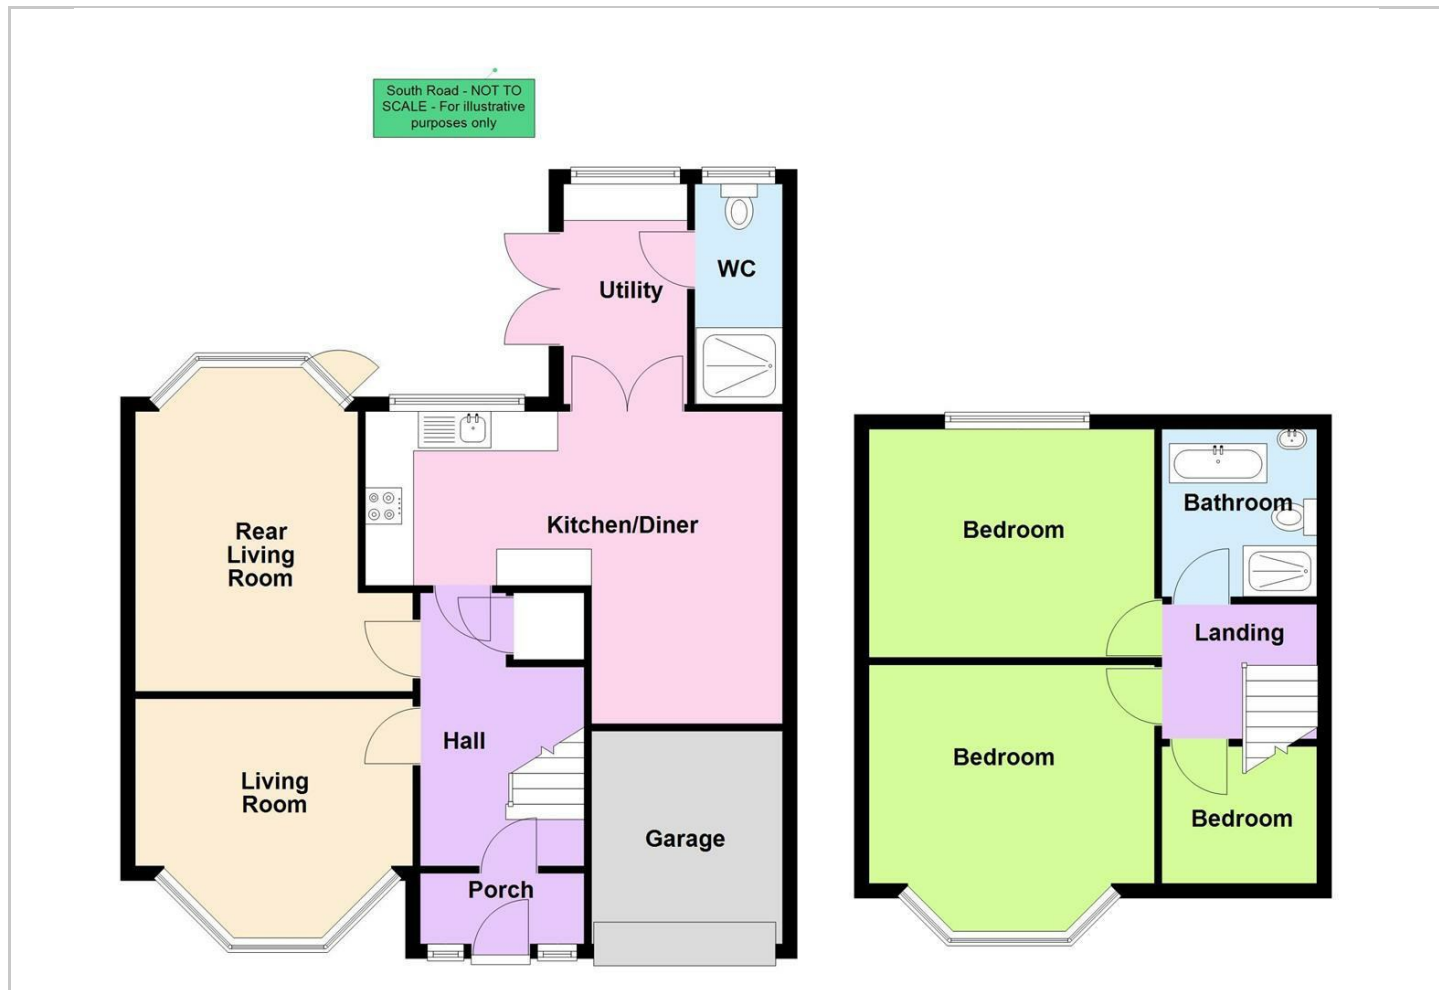 South Road - NOT TO
SCALE - For illustrative
purposes only
WC
Utility
Kitchen/Diner
Rear
Living
Room
Hall
Living
Room
Garage
Porch
Bedroom
Bathroom
Landing
Bedroom
Bedroom